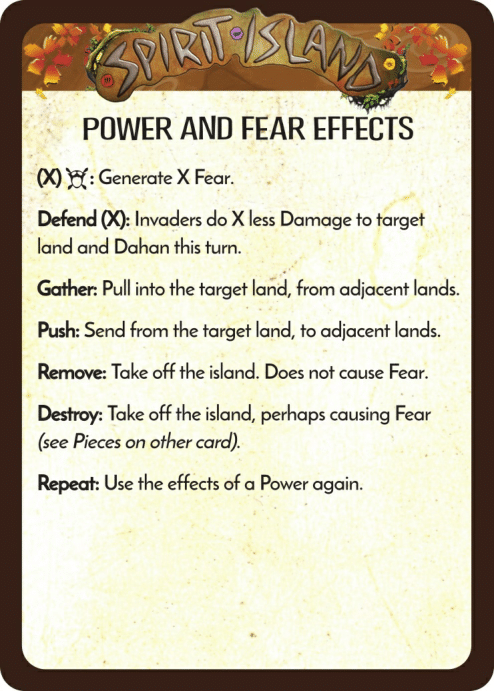 SPIRIT ISLAND
POWER AND FEAR EFFECTS
(X) : Generate X Fear.
Defend (X): Invaders do X less Damage to target
land and Dahan this turn.
Gather: Pull into the target land, from adjacent lands.
Push: Send from the target land, to adjacent lands.
Remove: Take off the island. Does not cause Fear.
Destroy: Take off the island, perhaps causing Fear
(see Pieces on other card).
Repeat: Use the effects of a Power again.